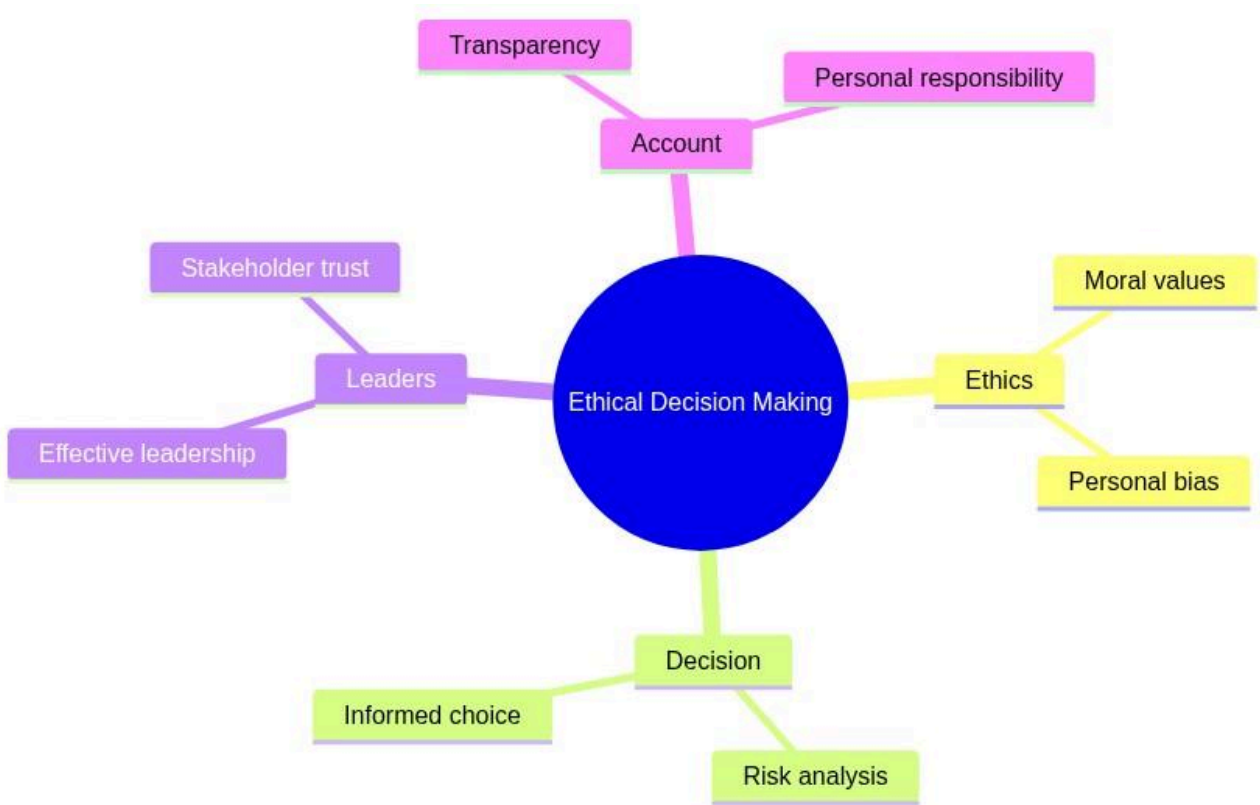 Transparency
Personal responsibility
Account
Stakeholder trust
Moral values
Leaders
Ethics
Ethical Decision Making
Effective leadership
Personal bias
Decision
Informed choice
Risk analysis